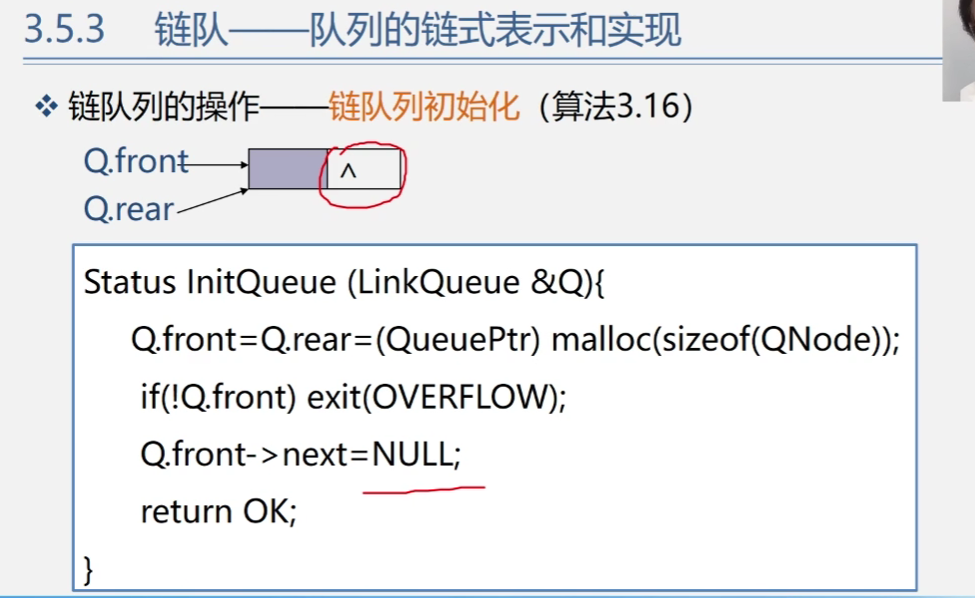 3.5.3 链队——队列的链式表示和实现
❖ 链队列的操作——链队列初始化（算法3.16）
Q.front
^
Q.rear
Status InitQueue (LinkQueue &Q){
Q.front=Q.rear=(QueuePtr) malloc(sizeof(QNode));
if(!Q.front) exit(OVERFLOW);
Q.front->next=NULL;
return OK;
}